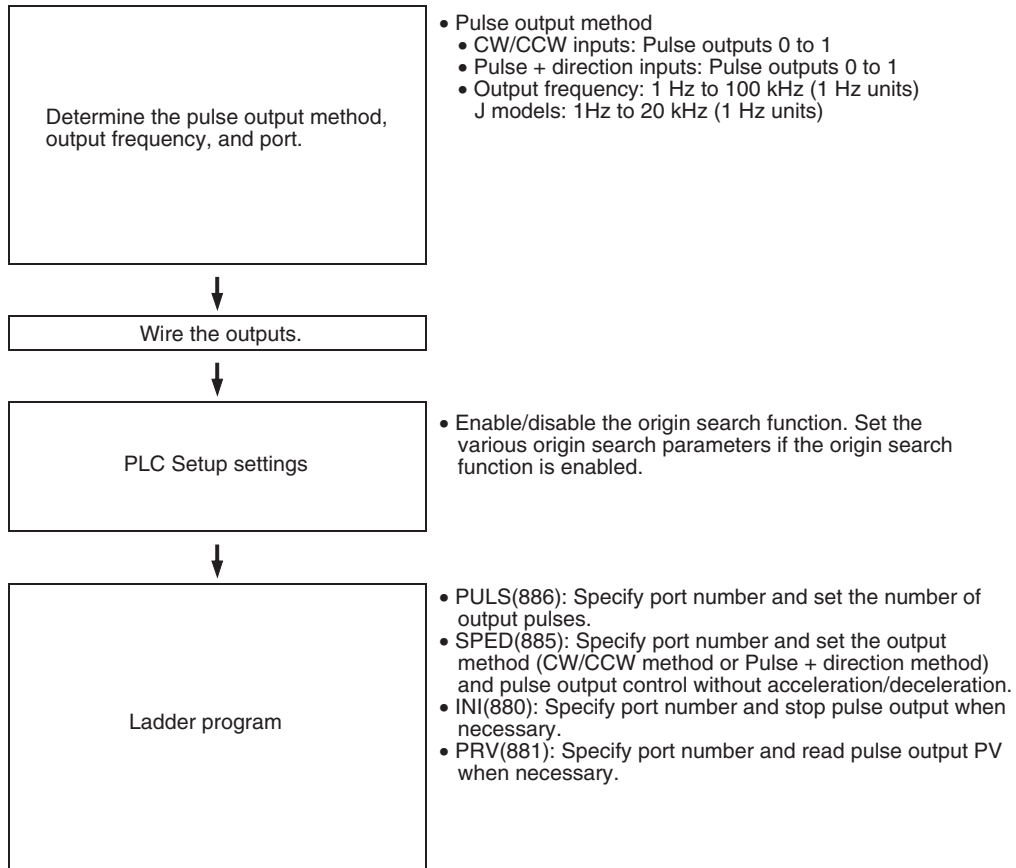 Determine the pulse output method,
output frequency, and port.
• Pulse output method
• CW/CCW inputs: Pulse outputs 0 to 1
• Pulse + direction inputs: Pulse outputs 0 to 1
• Output frequency: 1 Hz to 100 kHz (1 Hz units)
J models: 1Hz to 20 kHz (1 Hz units)
Wire the outputs.
PLC Setup settings
• Enable/disable the origin search function. Set the
various origin search parameters if the origin search
function is enabled.
Ladder program
• PULS(886): Specify port number and set the number of
output pulses.
• SPED(885): Specify port number and set the output
method (CW/CCW method or Pulse + direction method)
and pulse output control without acceleration/deceleration.
• INI(880): Specify port number and stop pulse output when
necessary.
• PRV(881): Specify port number and read pulse output PV
when necessary.